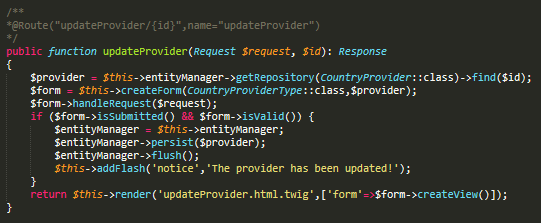 /**
*@Route("updateProvider/{id}",name="updateProvider")
*/
public function updateProvider(Request $request, $id): Response
{
    $provider = $this->entityManager->getRepository(CountryProvider::class)->find($id);
    $form = $this->createForm(CountryProviderType::class,$provider);
    $form->handleRequest($request);
    if ($form->isSubmitted() && $form->isValid()) {
        $entityManager = $this->entityManager;
        $entityManager->persist($provider);
        $entityManager->flush();
        $this->addFlash('notice','The provider has been updated!');
    }
    return $this->render('updateProvider.html.twig',['form'=>$form->createView()]);
}